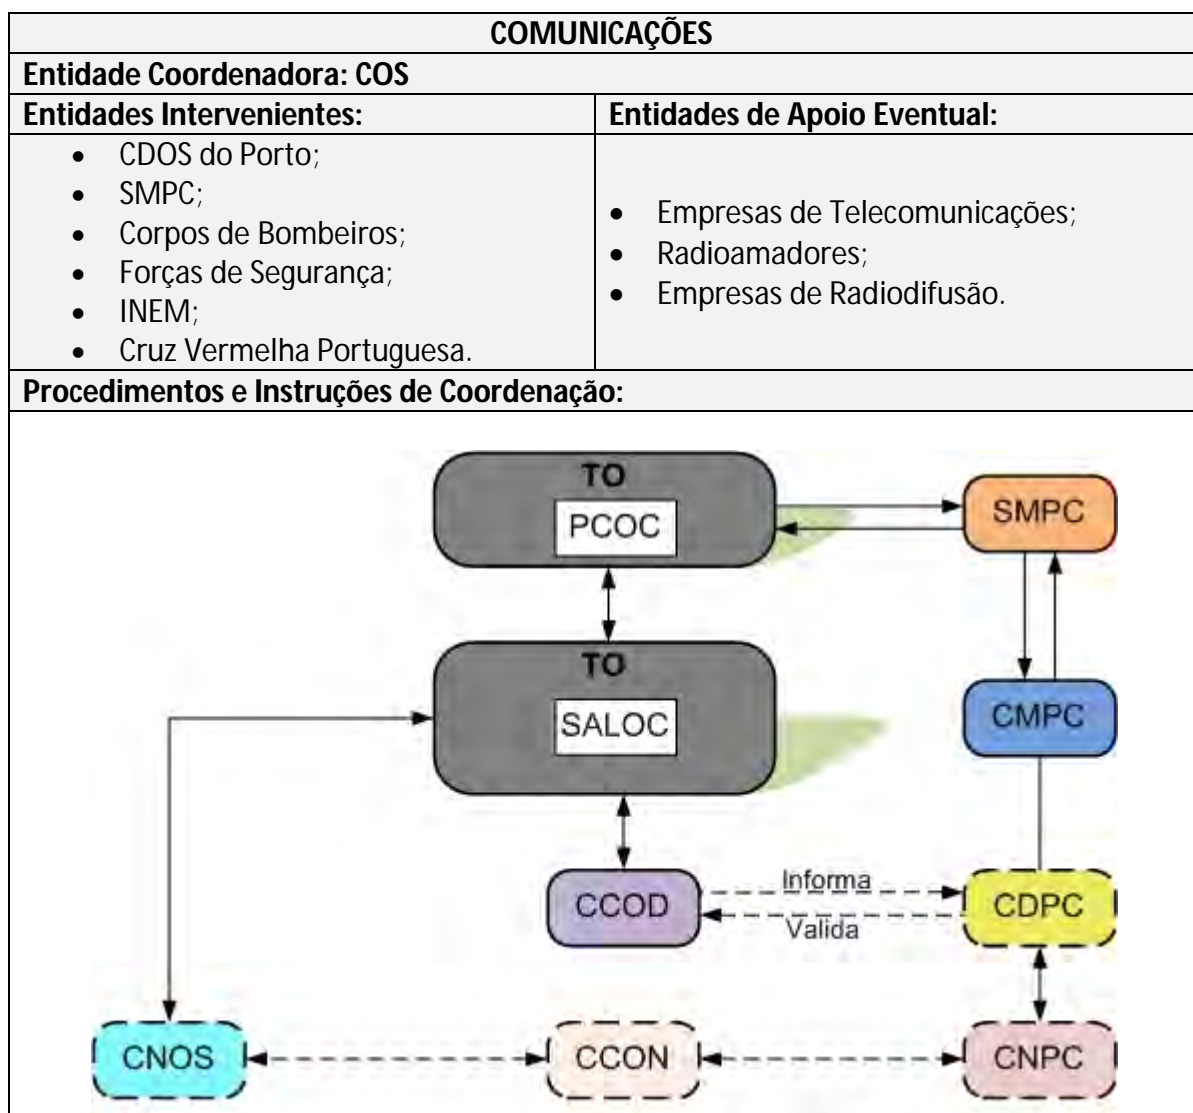 COMUNICAÇÕES
Entidade Coordenadora: COS
Entidades Intervenientes:
• CDOS do Porto;
• SMPC;
• Corpos de Bombeiros;
• Forças de Segurança;
• INEM;
• Cruz Vermelha Portuguesa.
Entidades de Apoio Eventual:
• Empresas de Telecomunicações;
• Radioamadores;
• Empresas de Radiodifusão.
Procedimentos e Instruções de Coordenação:
TO
PCOC
SMPC
TO
SALOC
CMPC
CCOD
Informa
Valida
CDPC
CNOS
CCON
CNPC